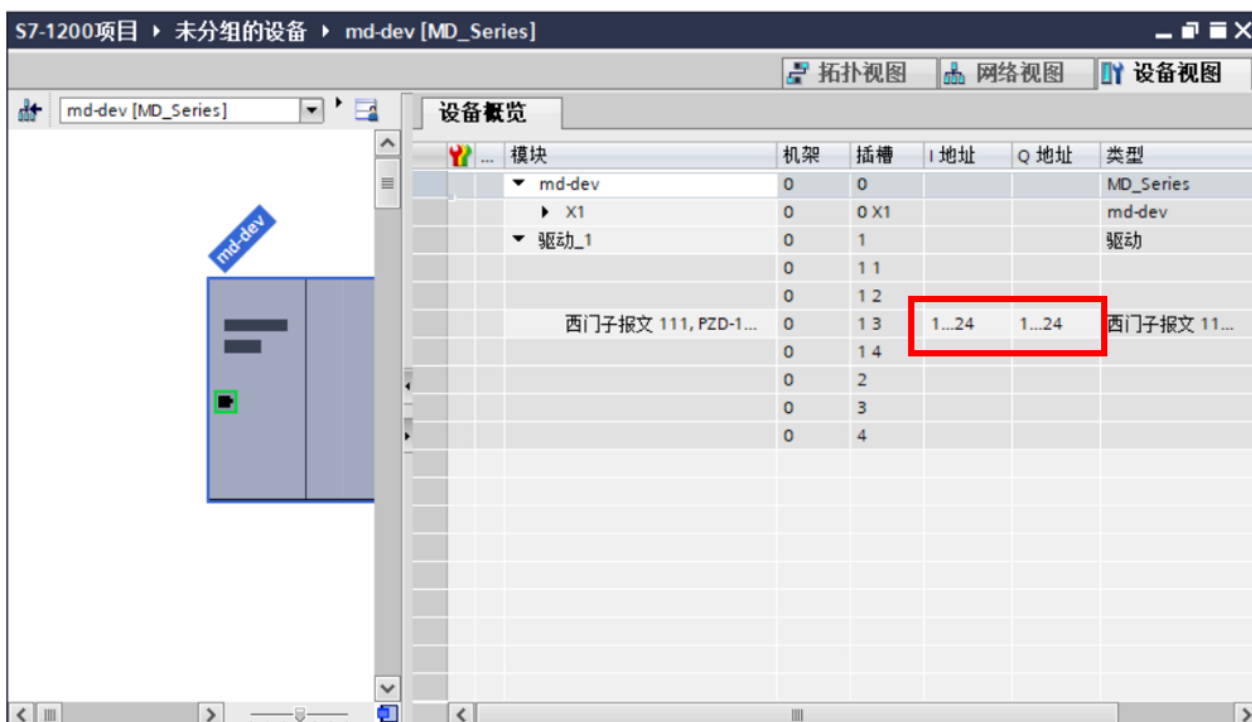 S7-1200项目 ▸ 未分组的设备 ▸ md-dev [MD_Series]
拓扑视图 网络视图 设备视图
md-dev [MD_Series]
设备概览
... 模块 机架 插槽 I 地址 Q 地址 类型
md-dev 0 0 MD_Series
X1 0 0 X1 md-dev
驱动_1 0 1 驱动
0 1 1
0 1 2
西门子报文 111, PZD-1... 0 1 3 1...24 1...24 西门子报文 11...
0 1 4
0 2
0 3
0 4
md-dev